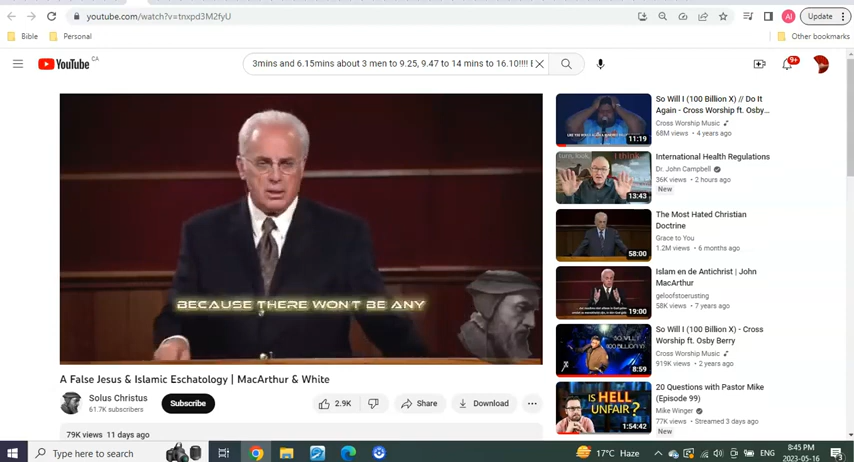 youtube.com/watch?v=tnxpd3M2fyU
AI
Update
Bible
Personal
Other bookmarks
YouTube CA
3mins and 6.15mins about 3 men to 9.25, 9.47 to 14 mins to 16.10!!!! E
9+
BECAUSE THERE WON'T BE ANY
A False Jesus & Islamic Eschatology | MacArthur & White
Solus Christus
61.7K subscribers
Subscribe
2.9K
Share
Download
79K views 11 days ago
11:19
So Will I (100 Billion X) // Do It
Again - Cross Worship ft. Osby...
Cross Worship Music
68M views • 4 years ago
turn, look,
I think
13:43
International Health Regulations
Dr. John Campbell
36K views • 2 hours ago
New
58:00
The Most Hated Christian
Doctrine
Grace to You
1.2M views • 6 months ago
19:00
Islam en de Antichrist | John
MacArthur
geloofstoerusting
58K views • 7 years ago
8:59
So Will I (100 Billion X) - Cross
Worship ft. Osby Berry
Cross Worship Music
919K views • 2 years ago
IS HELL
UNFAIR?
1:54:42
20 Questions with Pastor Mike
(Episode 99)
Mike Winger
77K views • Streamed 3 days ago
New
Type here to search
17°C Haze
ENG
8:45 PM
2023-05-16
3